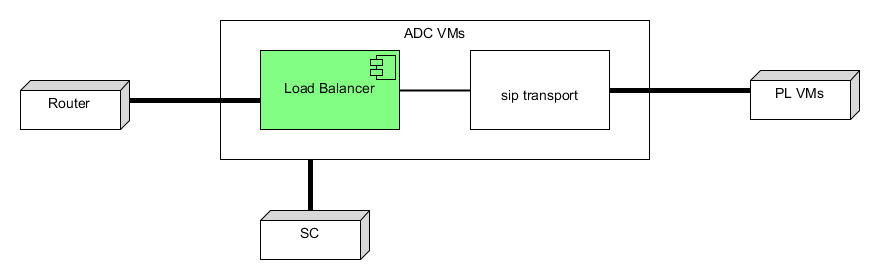 ADC VMs
Load Balancer
sip transport
Router
PL VMs
SC